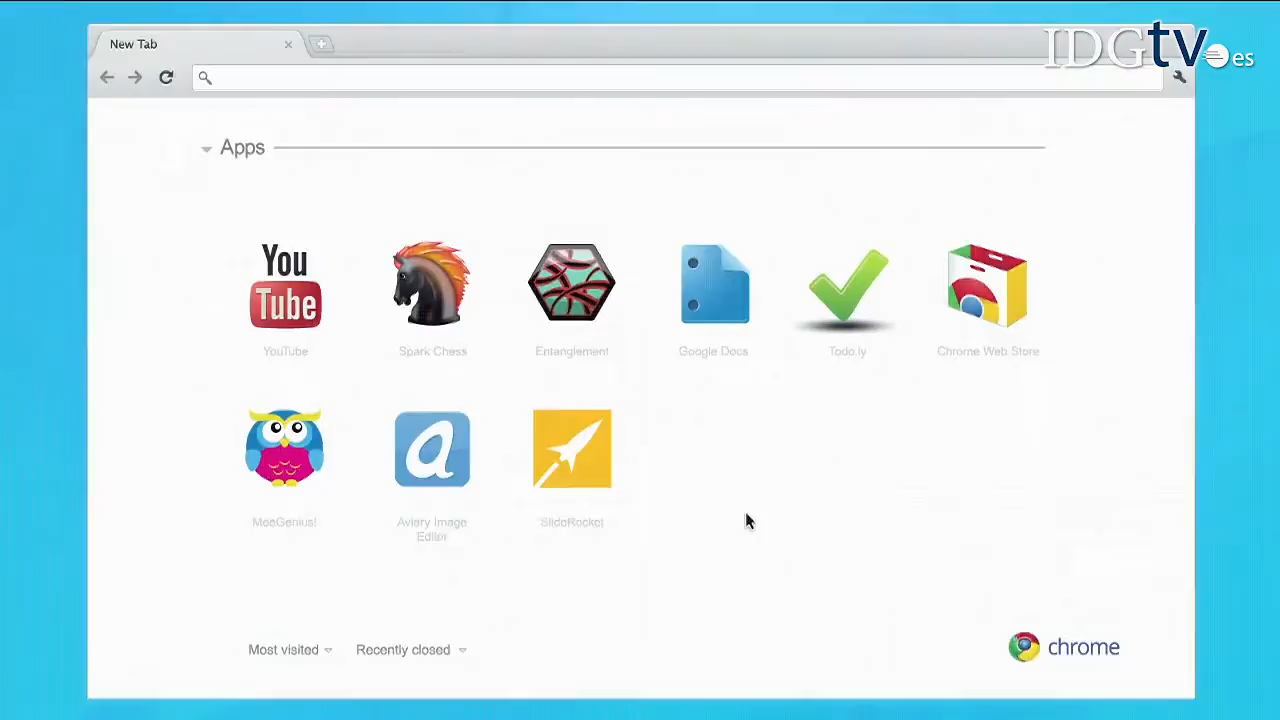 New Tab
IDGtv.es
Apps
You
Tube
YouTube
Spark Chess
Entanglement
Google Docs
Todo.ly
Chrome Web Store
a
MeeGenius!
Aviary Image
Editor
SlideRocket
Most visited
Recently closed
chrome